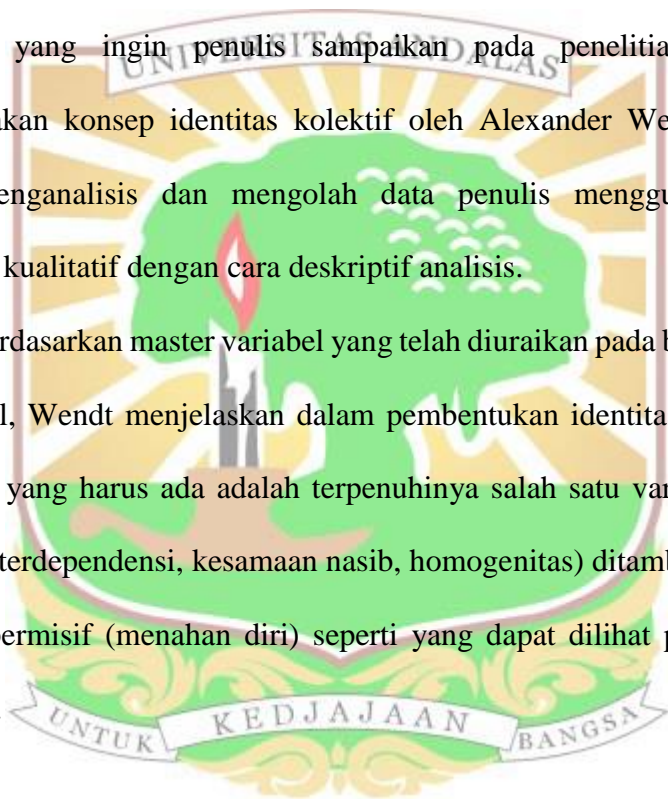 yang ingin penulis sampaikan pada penelitia
UNIVERSITAS ANDALAS
akan konsep identitas kolektif oleh Alexander We
enganalisis dan mengolah data penulis menggu
kualitatif dengan cara deskriptif analisis.
rdasarkan master variabel yang telah diuraikan pada b
l, Wendt menjelaskan dalam pembentukan identita
yang harus ada adalah terpenuhinya salah satu var
terdependensi, kesamaan nasib, homogenitas) ditamb
permisif (menahan diri) seperti yang dapat dilihat p
UNTUK KEDJAJAAN BANGSA